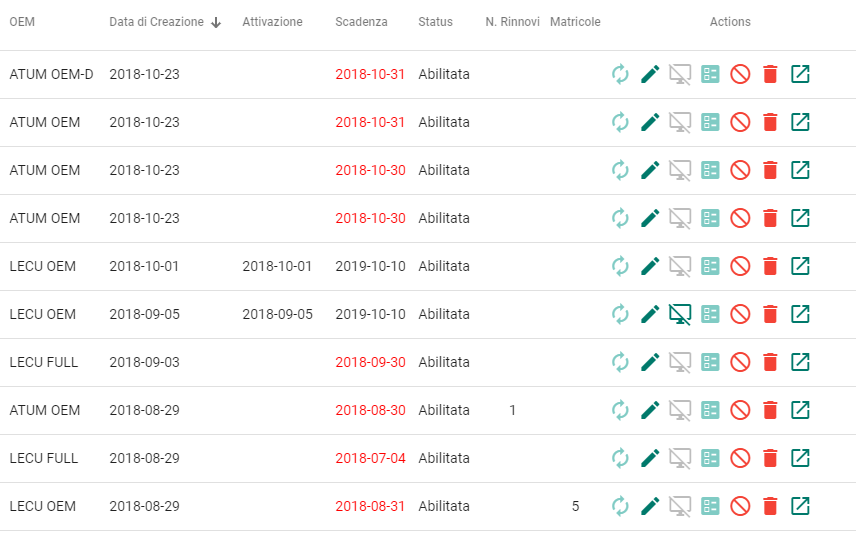 OEM Data di Creazione Attivazione Scadenza Status N. Rinnovi Matricole Actions
ATUM OEM-D 2018-10-23 2018-10-31 Abilitata
ATUM OEM 2018-10-23 2018-10-31 Abilitata
ATUM OEM 2018-10-23 2018-10-30 Abilitata
ATUM OEM 2018-10-23 2018-10-30 Abilitata
LECU OEM 2018-10-01 2018-10-01 2019-10-10 Abilitata
LECU OEM 2018-09-05 2018-09-05 2019-10-10 Abilitata
LECU FULL 2018-09-03 2018-09-30 Abilitata
ATUM OEM 2018-08-29 2018-08-30 Abilitata 1
LECU FULL 2018-08-29 2018-07-04 Abilitata
LECU OEM 2018-08-29 2018-08-31 Abilitata 5